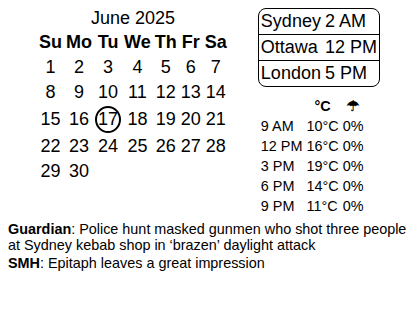 June 2025
Su Mo Tu We Th Fr Sa
1 2 3 4 5 6 7
8 9 10 11 12 13 14
15 16 17 18 19 20 21
22 23 24 25 26 27 28
29 30
Sydney 2 AM
Ottawa 12 PM
London 5 PM
°C ☂
9 AM 10°C 0%
12 PM 16°C 0%
3 PM 19°C 0%
6 PM 14°C 0%
9 PM 11°C 0%
Guardian: Police hunt masked gunmen who shot three people
at Sydney kebab shop in ‘brazen’ daylight attack
SMH: Epitaph leaves a great impression